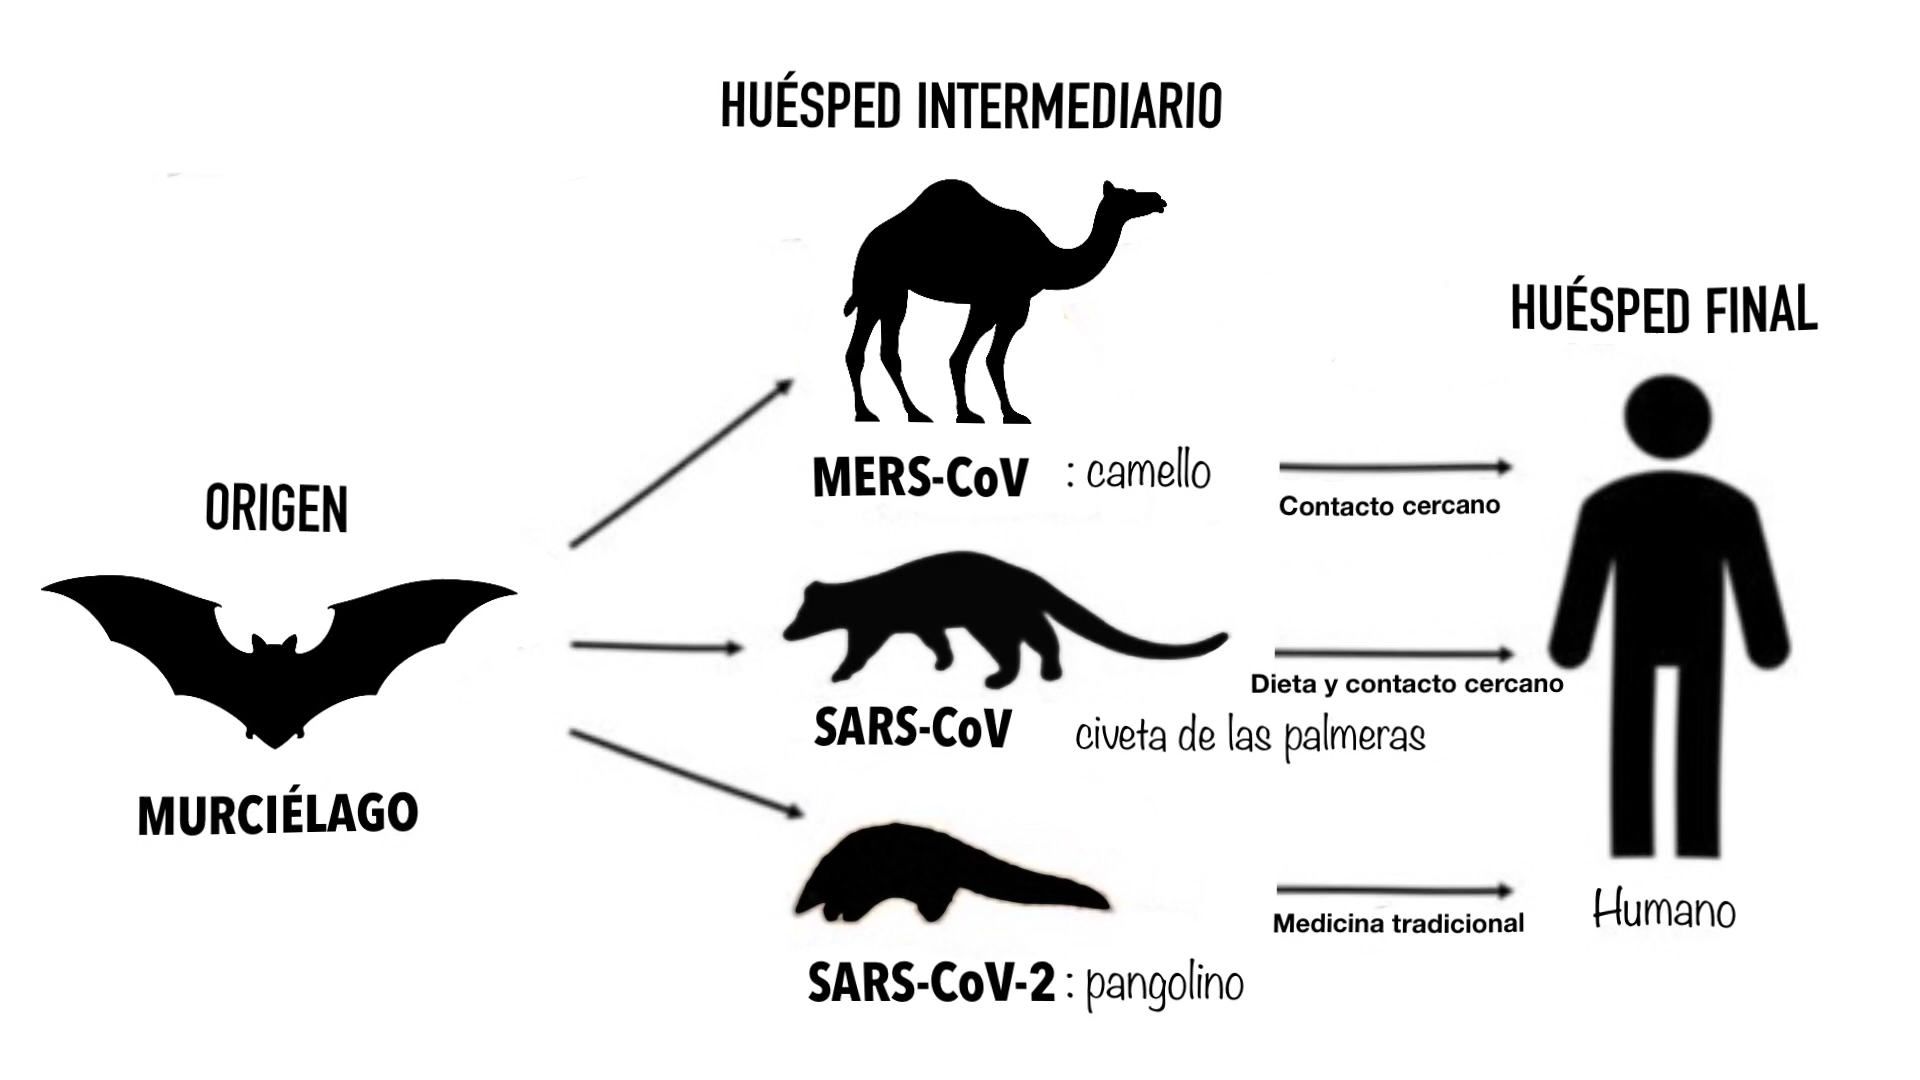 HUÉSPED INTERMEDIARIO
HUÉSPED FINAL
ORIGEN
MURCIÉLAGO
MERS-CoV : camello
Contacto cercano
SARS-CoV civeta de las palmeras
Dieta y contacto cercano
SARS-CoV-2 : pangolino
Medicina tradicional
Humano